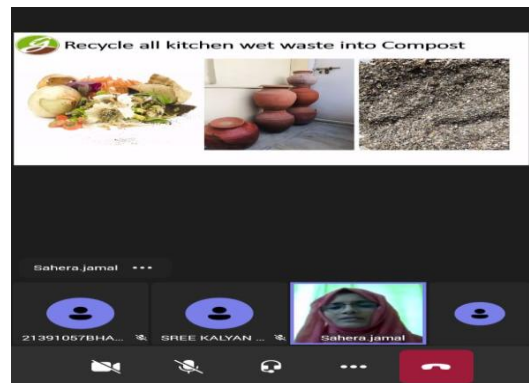 Recycle all kitchen wet waste into Compost
Sahera.jamal
21391057BHA...
SREE KALYAN ...
Sahera.jamal